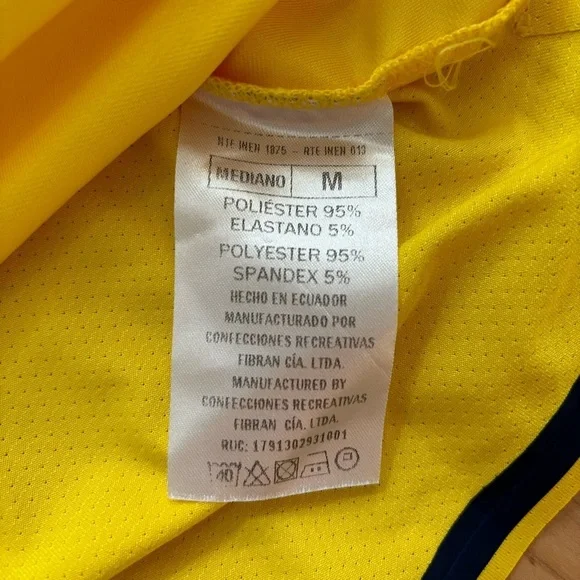 NTE INEN 1875 - RTE INEN 013
MEDIANO M
POLIÉSTER 95%
ELASTANO 5%
POLYESTER 95%
SPANDEX 5%
HECHO EN ECUADOR
MANUFACTURADO POR
CONFECCIONES RECREATIVAS
FIBRAN CÍA. LTDA.
MANUFACTURED BY
CONFECCIONES RECREATIVAS
FIBRAN CÍA. LTDA.
RUC: 1791302931001
40